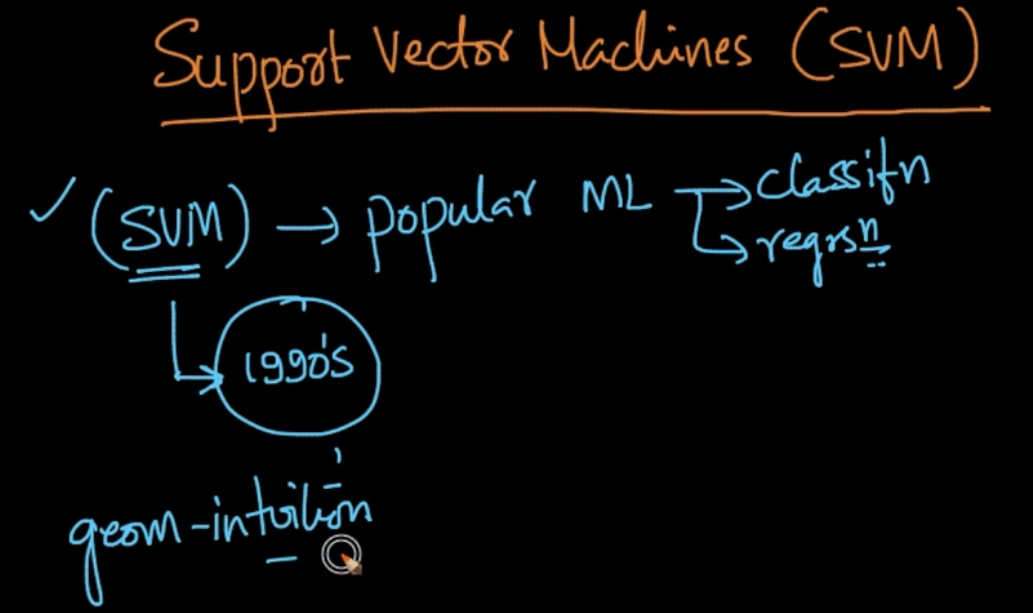 Support Vector Machines (SVM)
✓ (SVM) → popular ML → classifn
→ regrsn
1990's
geom-intuition